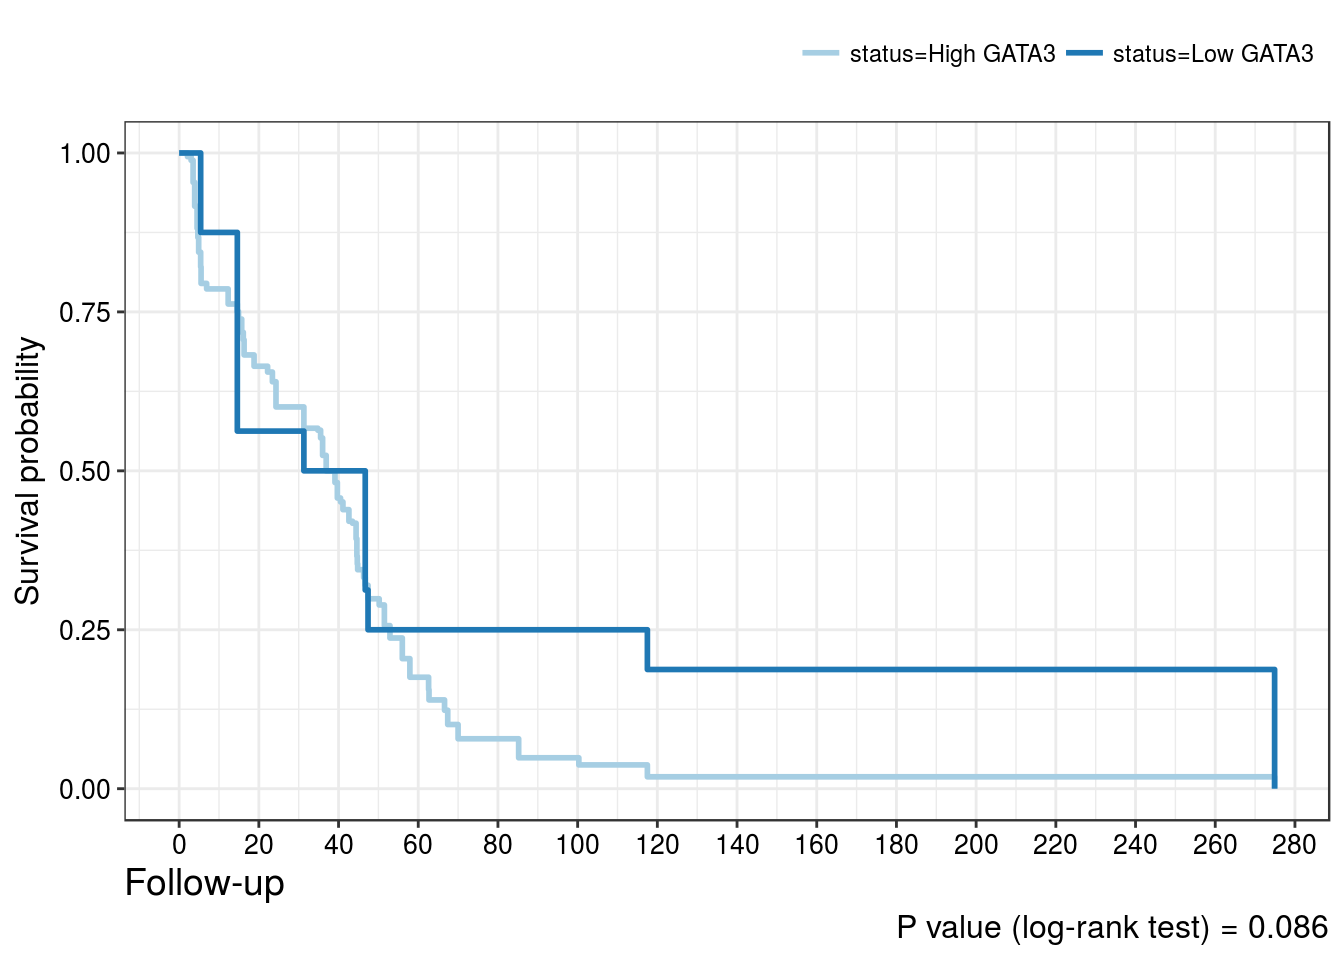 status=High GATA3 status=Low GATA3
Survival probability
1.00
0.75
0.50
0.25
0.00
0 20 40 60 80 100 120 140 160 180 200 220 240 260 280
Follow-up
P value (log-rank test) = 0.086